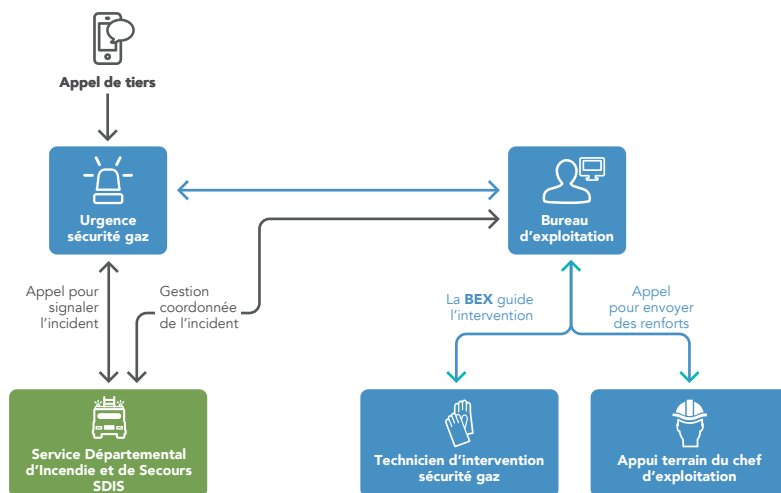 Appel de tiers
Urgence
sécurité gaz
Bureau
d'exploitation
Appel pour
signaler
l'incident
Gestion
coordonnée
de l'incident
La BEX guide
l'intervention
Appel
pour envoyer
des renforts
Service Départemental
d'Incendie et de Secours
SDIS
Technicien d'intervention
sécurité gaz
Appui terrain du chef
d'exploitation